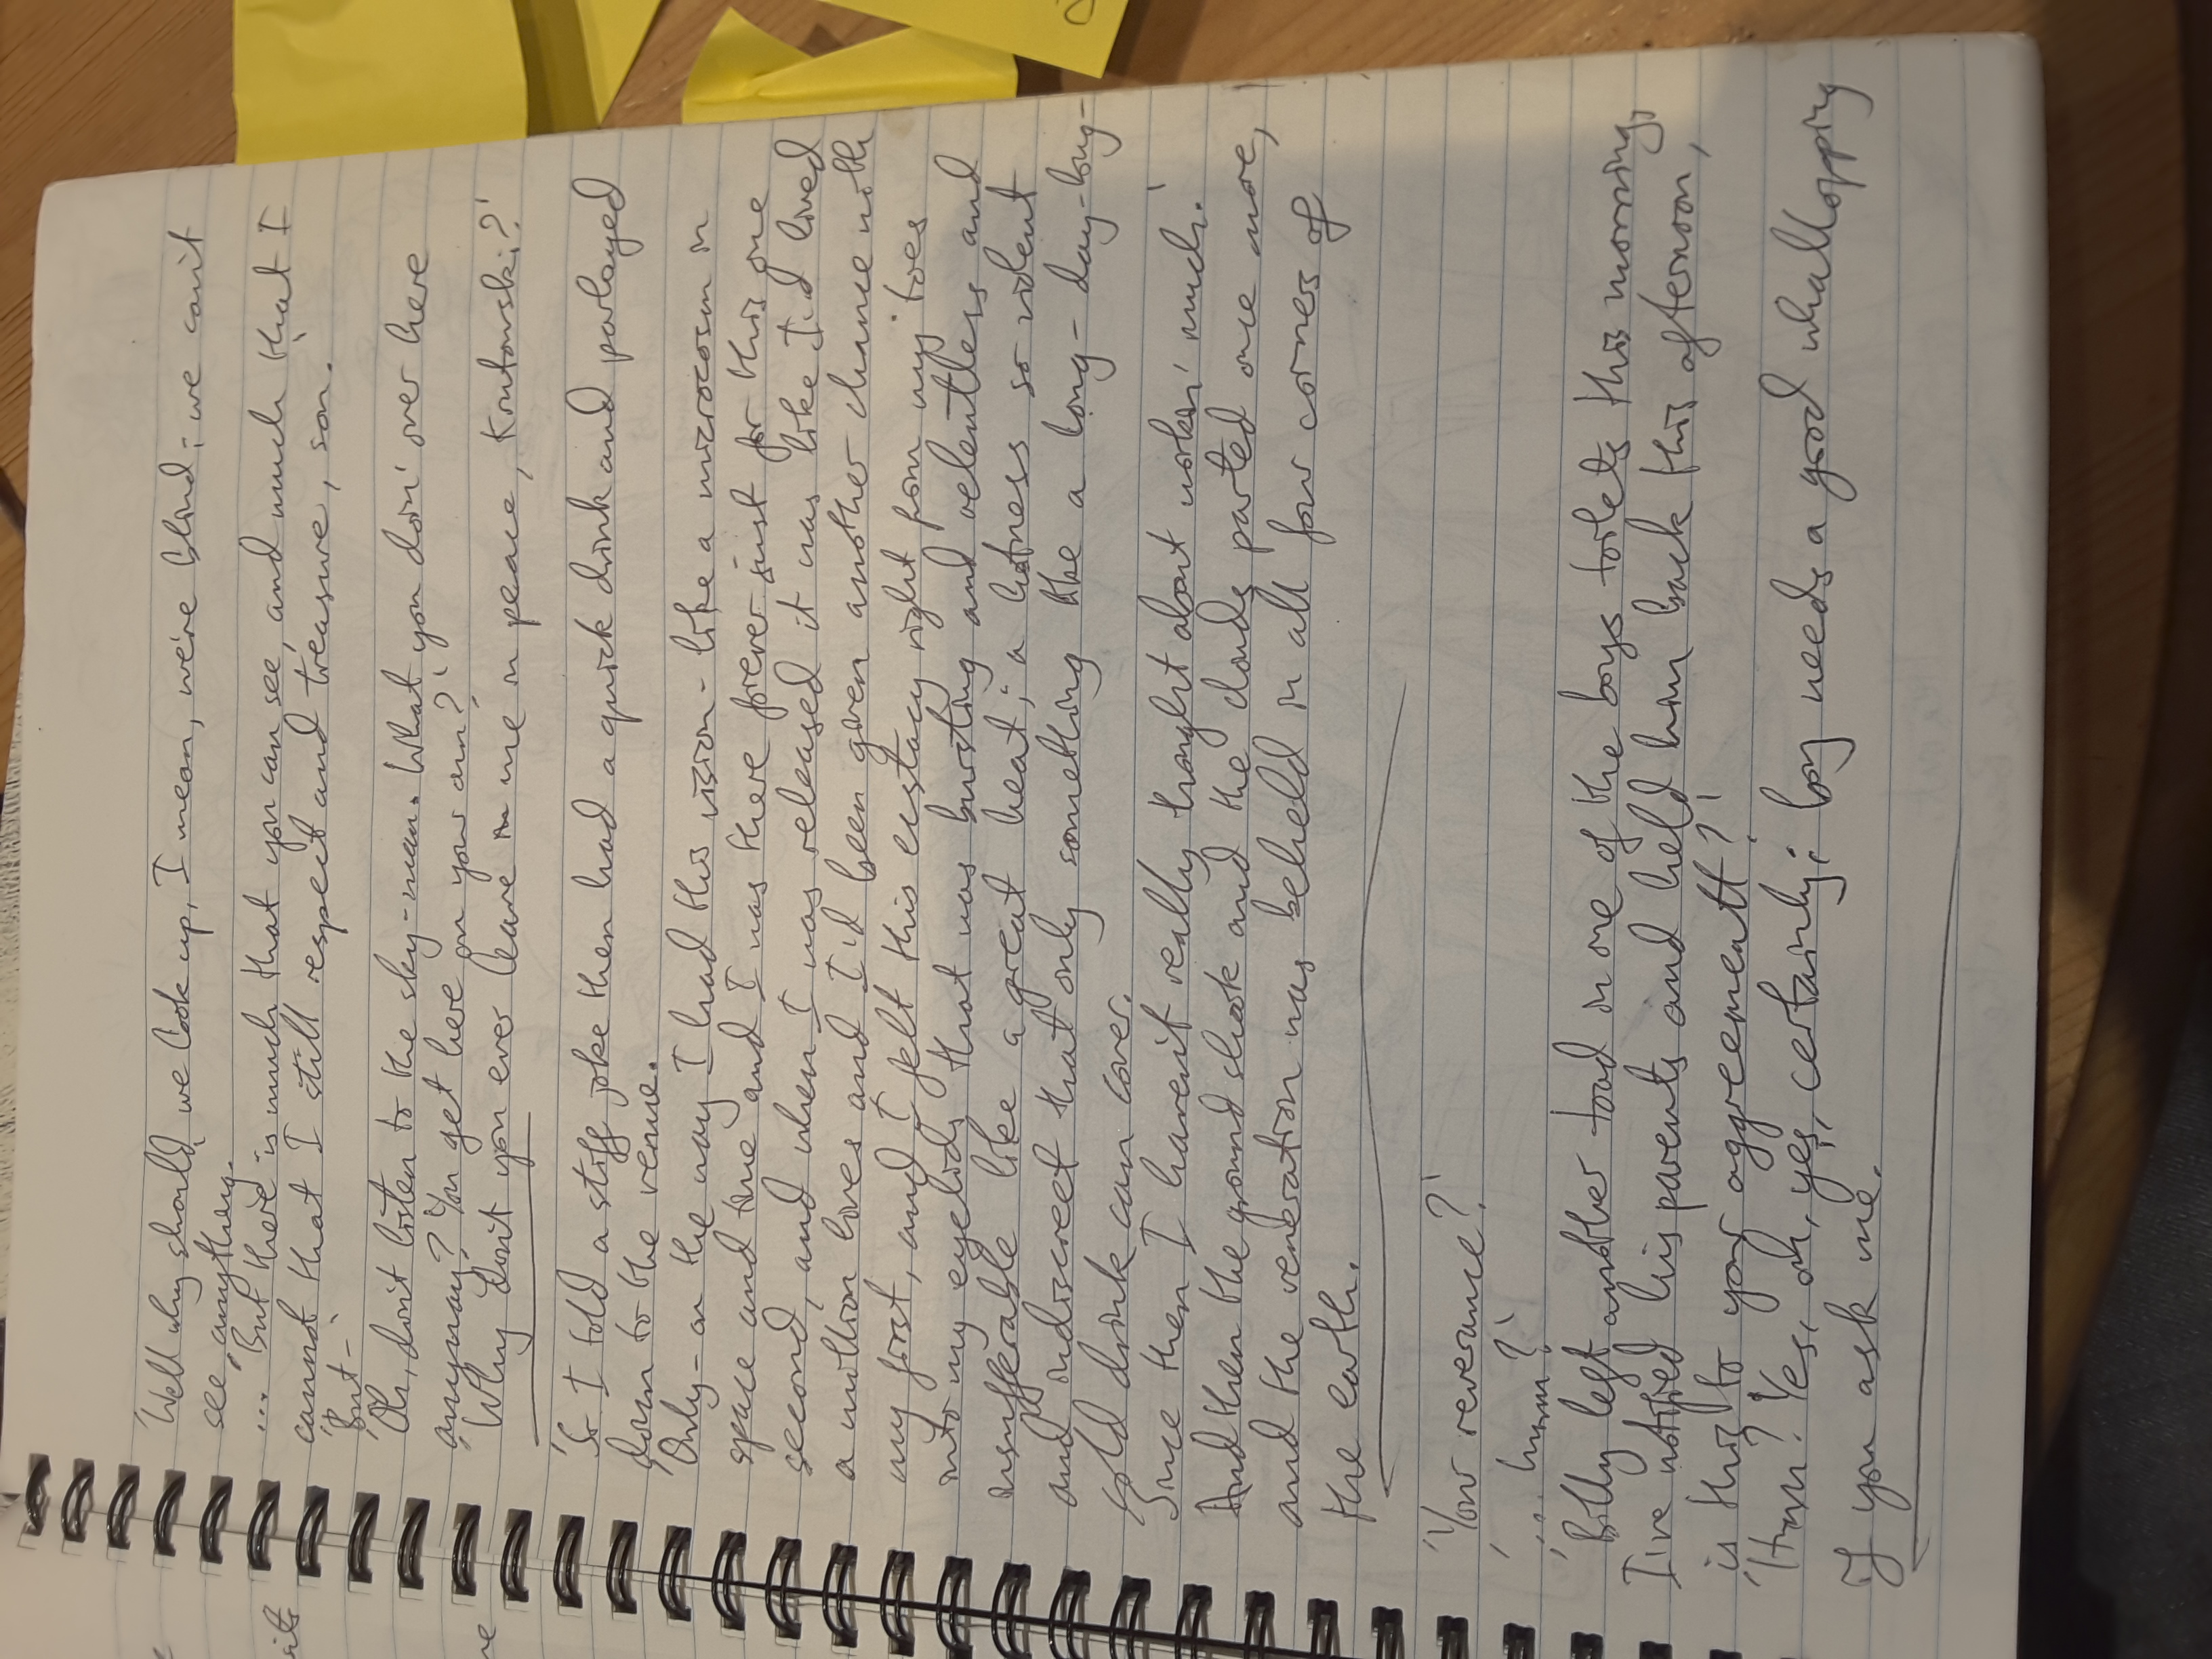 'Well why should we look up, I mean, we're blind; we can't
see anything.'
... 'But there is much that you can see, and much that I
cannot that I still respect and treasure, son.'
'But-'
'Oh, don't listen to the sky-man. What you doin' over here
anyway? You get here on your own?'
'Why don't you ever leave me in peace, Krutowski?'
'So I told a stiff joke then had a quick drink and parlayed
down to the venue.
'Only - on the way I had this vision - like a microcosm in
space and time and I was there forever just for this one
second, and when I was released it was like I'd lived
a million lives and I'd been given another chance with
my first, and I felt this ecstacy right from my toes
into my eyelids that was bursting and relentless and
insufferable like a great heat; a hotness so violent
and indiscreet that only something like a long-day-long-
cold drink can cover.
Since then I haven't really thought about workin' much.'
And then the ground shook and the clouds parted once more,
and the veneration was beheld in all four corners of
the earth.
'Your reverance?'
'... hmm?'
'Billy left another toad in one of the boys toilets this morning,
I've notified his parents and held him back this afternoon,
is this to your aggreementt?'
'Hmm? Yes, oh, yes, certainly; boy needs a good whallopping
if you ask me.
sits